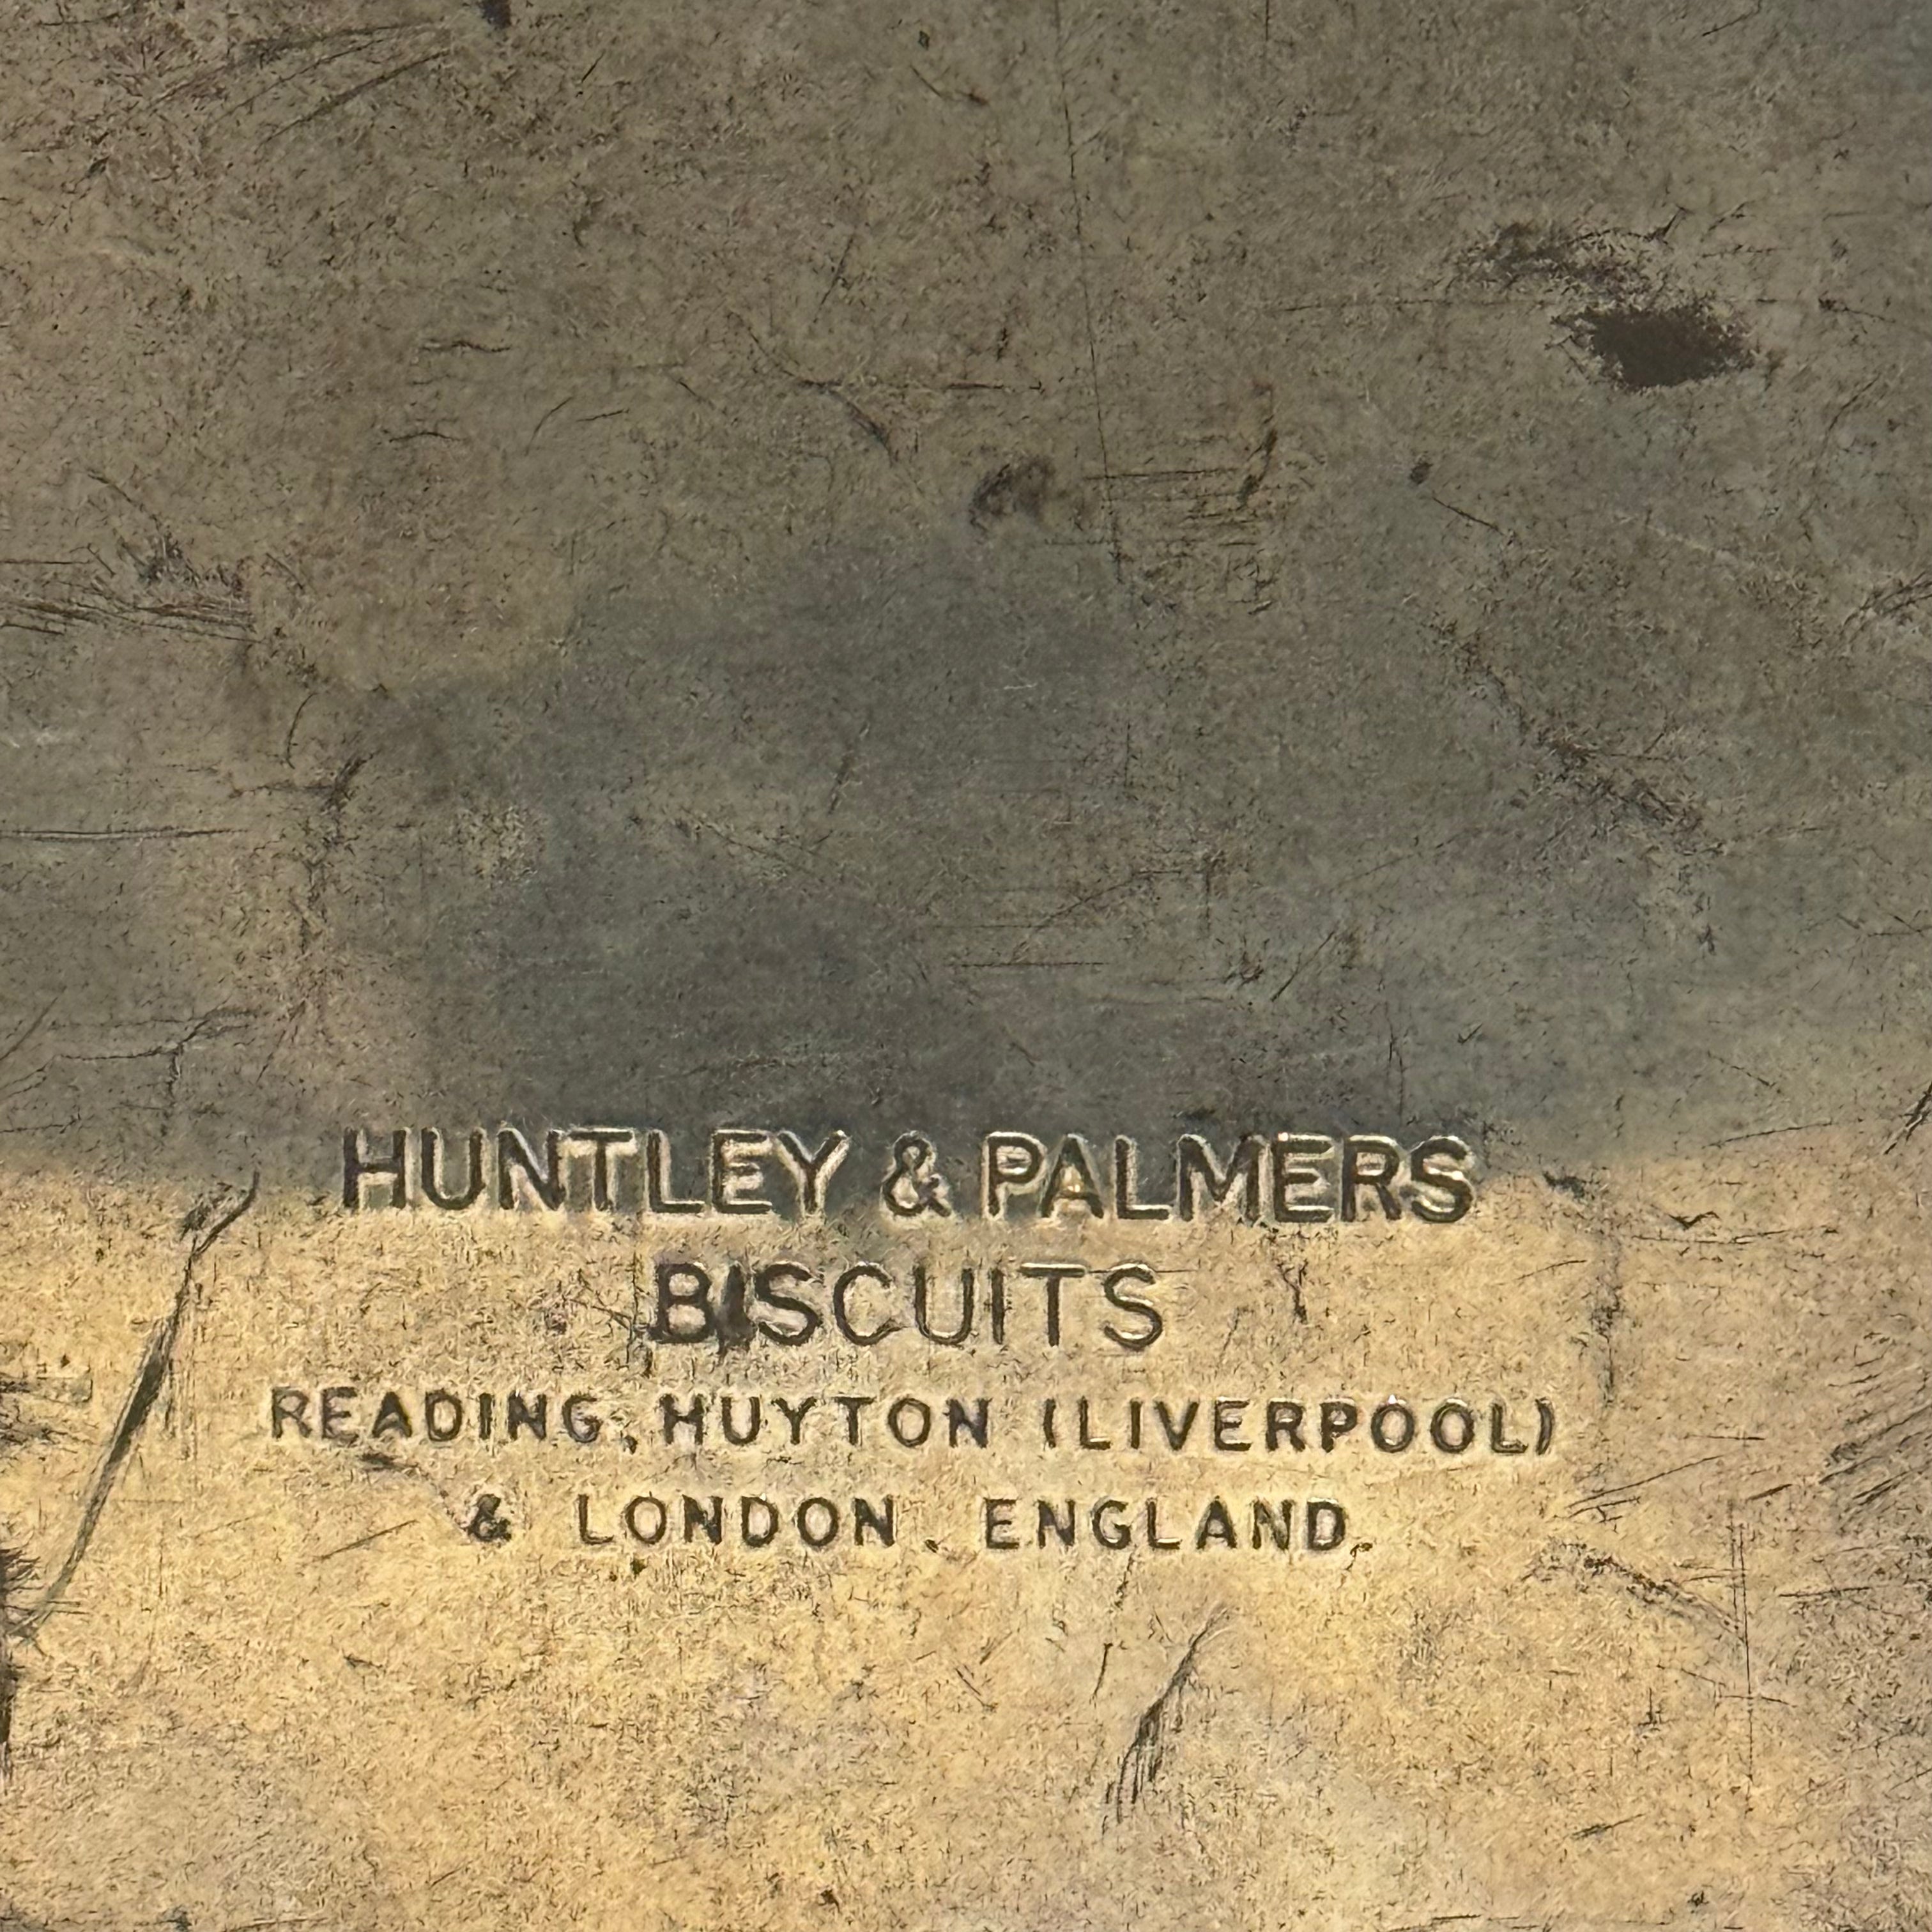 HUNTLEY & PALMERS
BISCUITS
READING, HUYTON (LIVERPOOL)
& LONDON. ENGLAND.